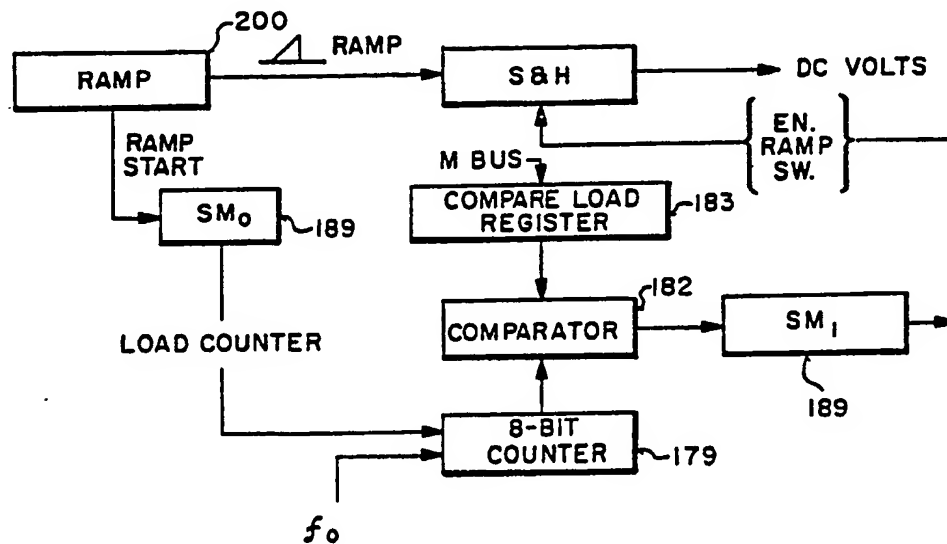 200
RAMP
RAMP
S&H
DC VOLTS
RAMP
START
EN.
RAMP
SW.
M BUS
COMPARE LOAD
REGISTER
183
SM0
189
182
COMPARATOR
SM1
189
LOAD COUNTER
8-BIT
COUNTER
179
fo